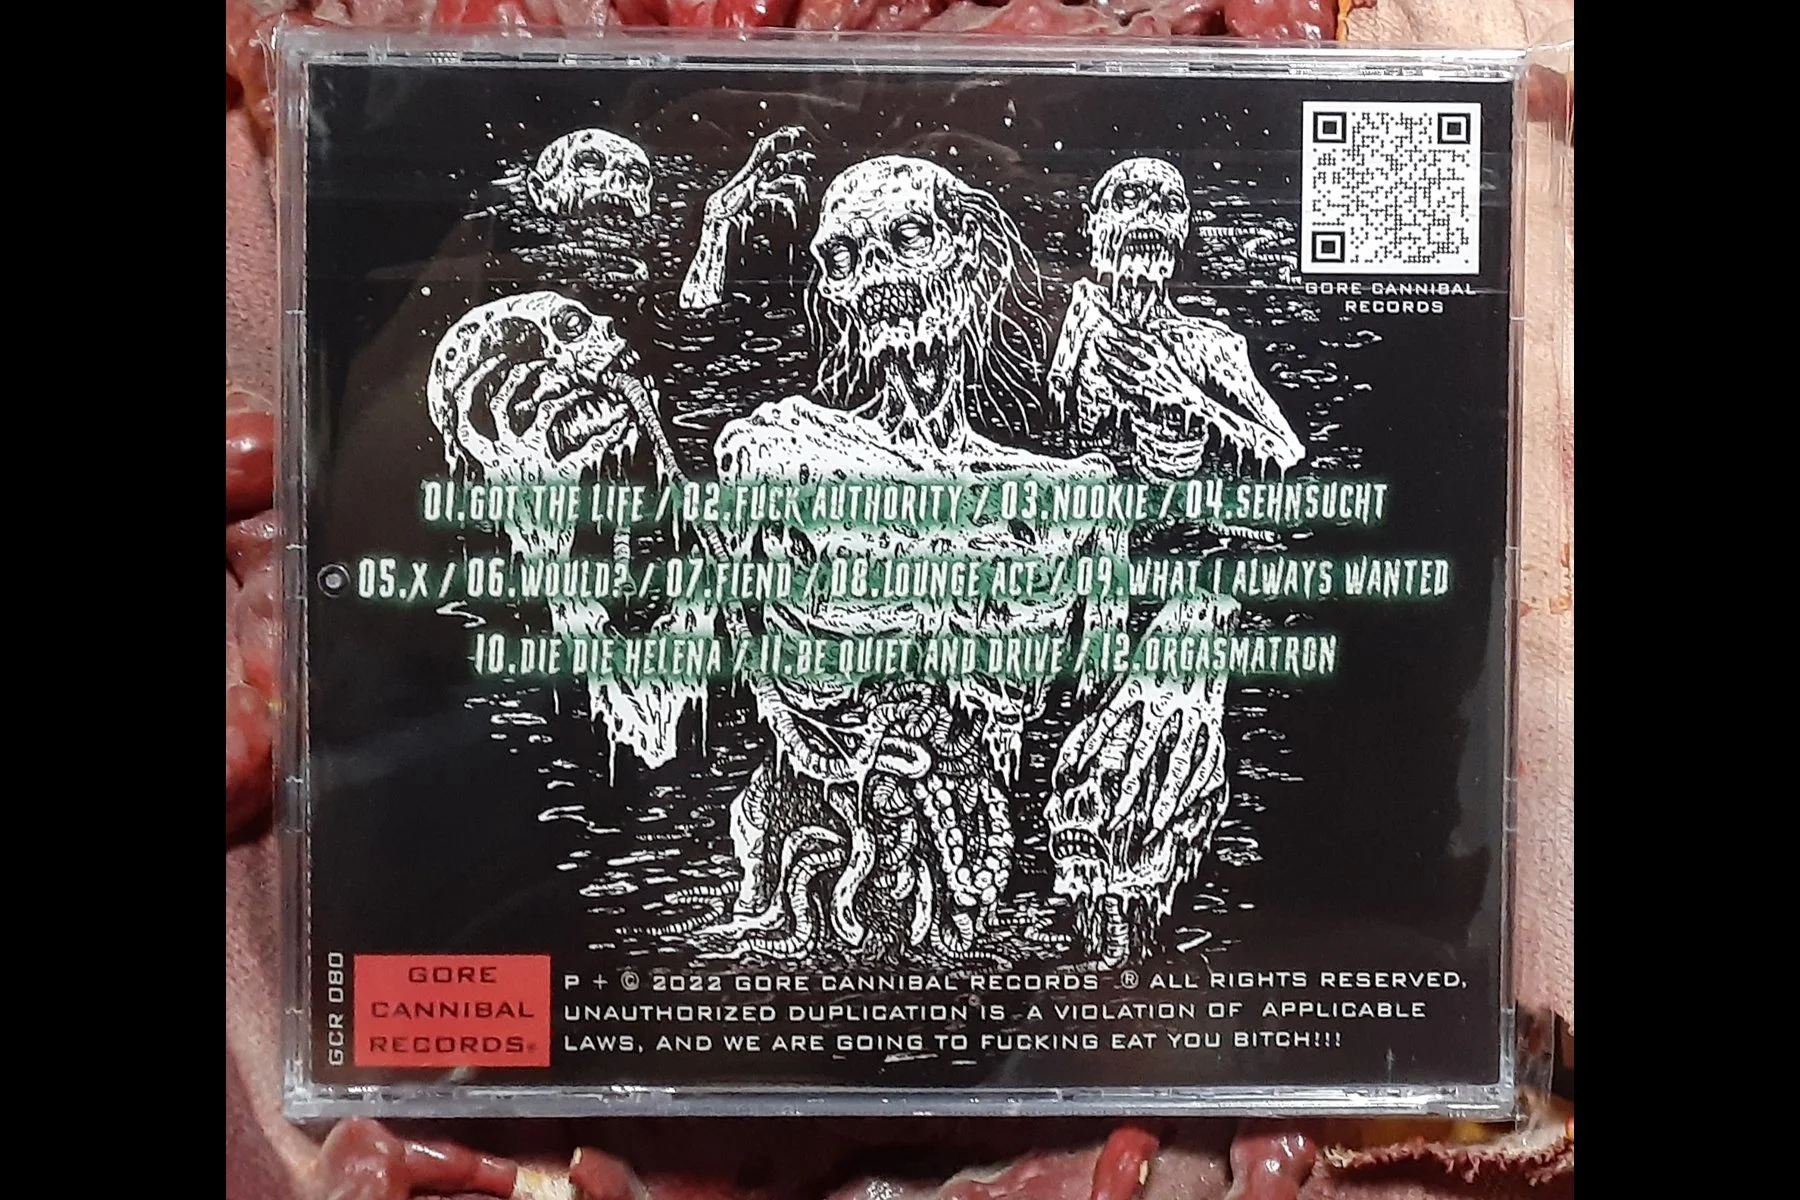 GORE CANNIBAL
RECORDS
01.GOT THE LIFE / 02.FUCK AUTHORITY / 03.NOOKIE / 04.SEHNSUCHT
05.X / 06.WOULD? / 07.FIEND / 08.LOUNGE ACT / 09.WHAT I ALWAYS WANTED
10.DIE DIE HELENA / 11.BE QUIET AND DRIVE / 12.ORGASMATRON
GCR 080
GORE
CANNIBAL
RECORDS®
P + © 2022 GORE CANNIBAL RECORDS ® ALL RIGHTS RESERVED,
UNAUTHORIZED DUPLICATION IS A VIOLATION OF APPLICABLE
LAWS, AND WE ARE GOING TO FUCKING EAT YOU BITCH!!!